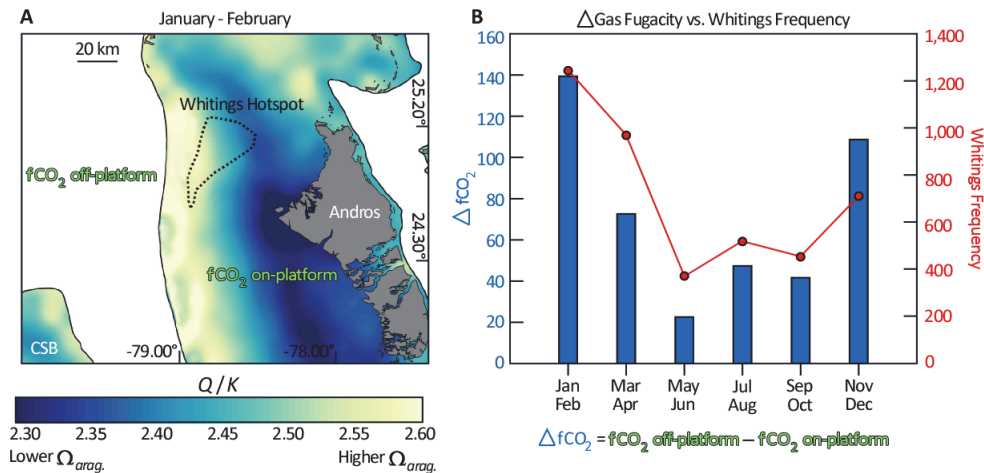 A
January - February
20 km
Whitings Hotspot
fCO₂ off-platform
Andros
fCO₂ on-platform
CSB
-79.00°
-78.00°
25.20°
24.30°
Q / K
2.30 2.35 2.40 2.45 2.50 2.55 2.60
Lower Ωarag. Higher Ωarag.
B
△Gas Fugacity vs. Whitings Frequency
160
140
120
100
80
60
40
20
0
△ fCO₂
1,400
1,200
1,000
800
600
400
200
0
Whitings Frequency
Jan Mar May Jul Sep Nov
Feb Apr Jun Aug Oct Dec
△fCO₂ = fCO₂ off-platform – fCO₂ on-platform